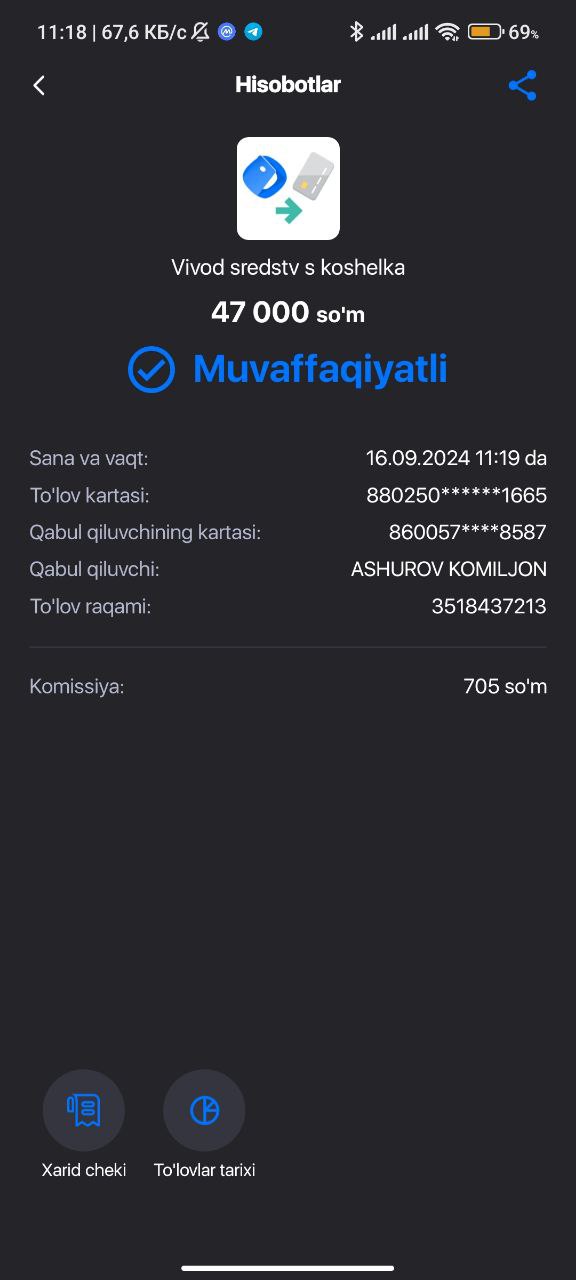 11:18 | 67,6 КБ/с 69%
Hisobotlar
Vivod sredstv s koshelka
47 000 so'm
Muvaffaqiyatli
Sana va vaqt: 16.09.2024 11:19 da
To'lov kartasi: 880250******1665
Qabul qiluvchining kartasi: 860057****8587
Qabul qiluvchi: ASHUROV KOMILJON
To'lov raqami: 3518437213
Komissiya: 705 so'm
Xarid cheki To'lovlar tarixi